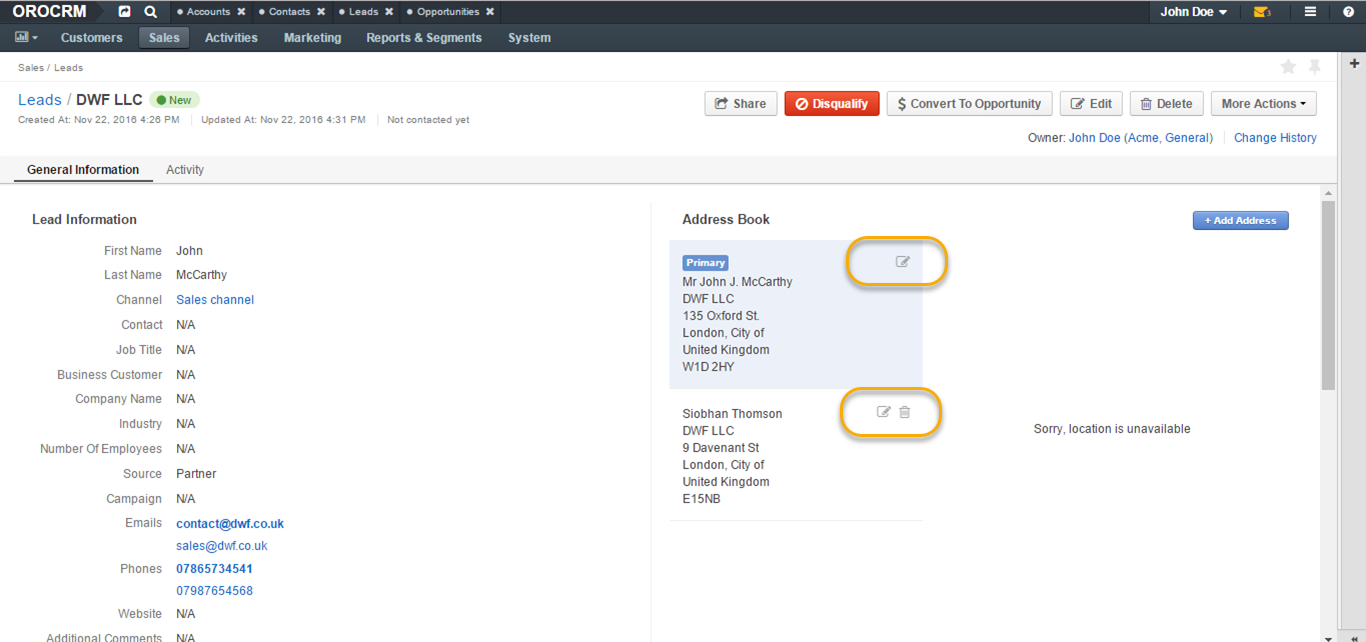 OROCRM Accounts Contacts Leads Opportunities John Doe 3
Customers Sales Activities Marketing Reports & Segments System
Sales / Leads
Leads / DWF LLC New
Share Disqualify $ Convert To Opportunity Edit Delete More Actions
Created At: Nov 22, 2016 4:26 PM Updated At: Nov 22, 2016 4:31 PM Not contacted yet
Owner: John Doe (Acme, General) Change History
General Information Activity
Lead Information
First Name John
Last Name McCarthy
Channel Sales channel
Contact N/A
Job Title N/A
Business Customer N/A
Company Name N/A
Industry N/A
Number Of Employees N/A
Source Partner
Campaign N/A
Emails contact@dwf.co.uk
sales@dwf.co.uk
Phones 07865734541
07987654568
Website N/A
Additional Comments N/A
Address Book + Add Address
Primary
Mr John J. McCarthy
DWF LLC
135 Oxford St.
London, City of
United Kingdom
W1D 2HY
Siobhan Thomson
DWF LLC
9 Davenant St
London, City of
United Kingdom
E15NB
Sorry, location is unavailable